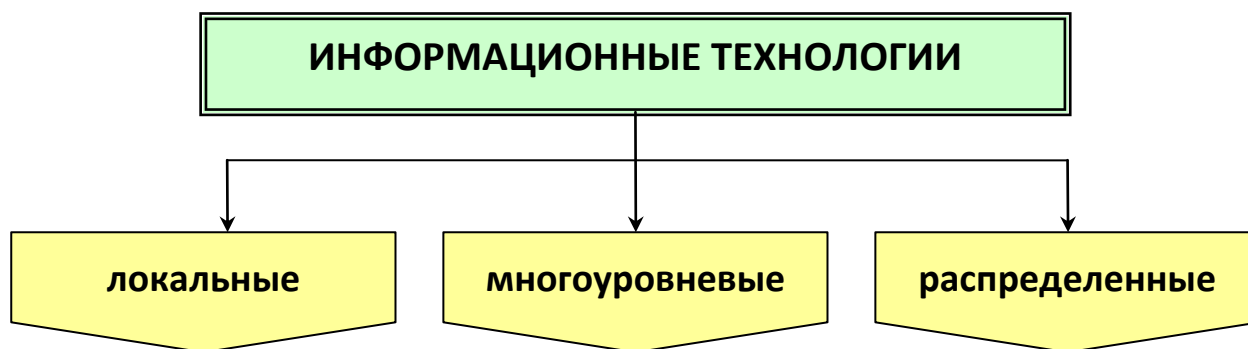 ИНФОРМАЦИОННЫЕ ТЕХНОЛОГИИ
локальные
многоуровневые
распределенные